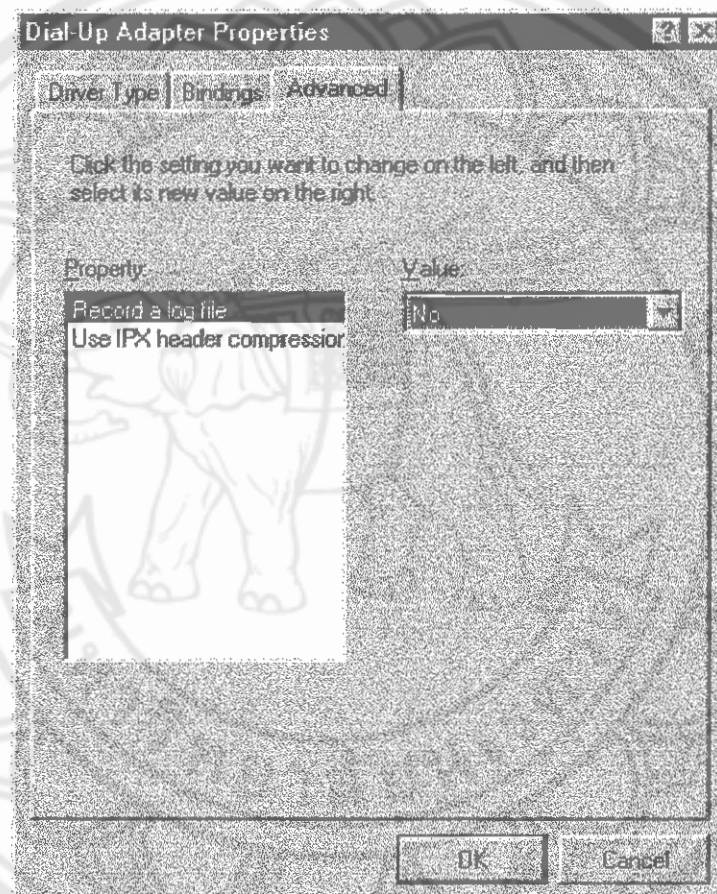 Dial-Up Adapter Properties
Driver Type Bindings Advanced
Click the setting you want to change on the left, and then
select its new value on the right.
Property: Value:
Record a log file No
Use IPX header compression
OK Cancel